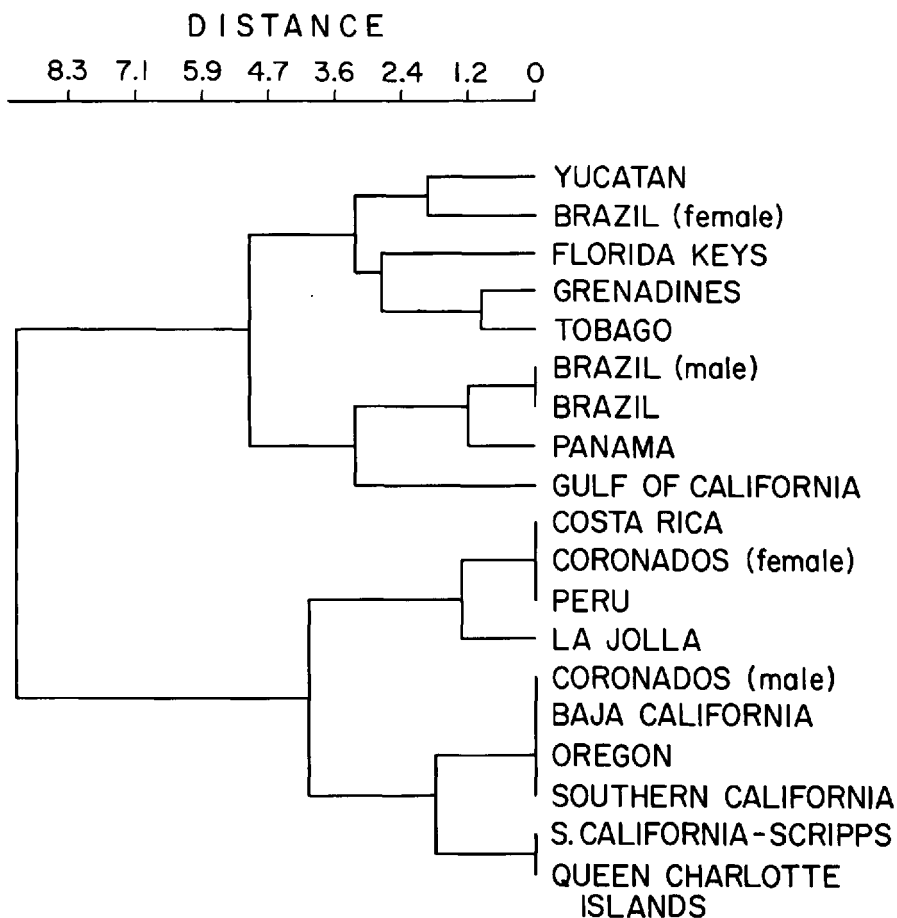 DISTANCE
8.3 7.1 5.9 4.7 3.6 2.4 1.2 0
YUCATAN
BRAZIL (female)
FLORIDA KEYS
GRENADINES
TOBAGO
BRAZIL (male)
BRAZIL
PANAMA
GULF OF CALIFORNIA
COSTA RICA
CORONADOS (female)
PERU
LA JOLLA
CORONADOS (male)
BAJA CALIFORNIA
OREGON
SOUTHERN CALIFORNIA
S. CALIFORNIA-SCRIPPS
QUEEN CHARLOTTE
ISLANDS